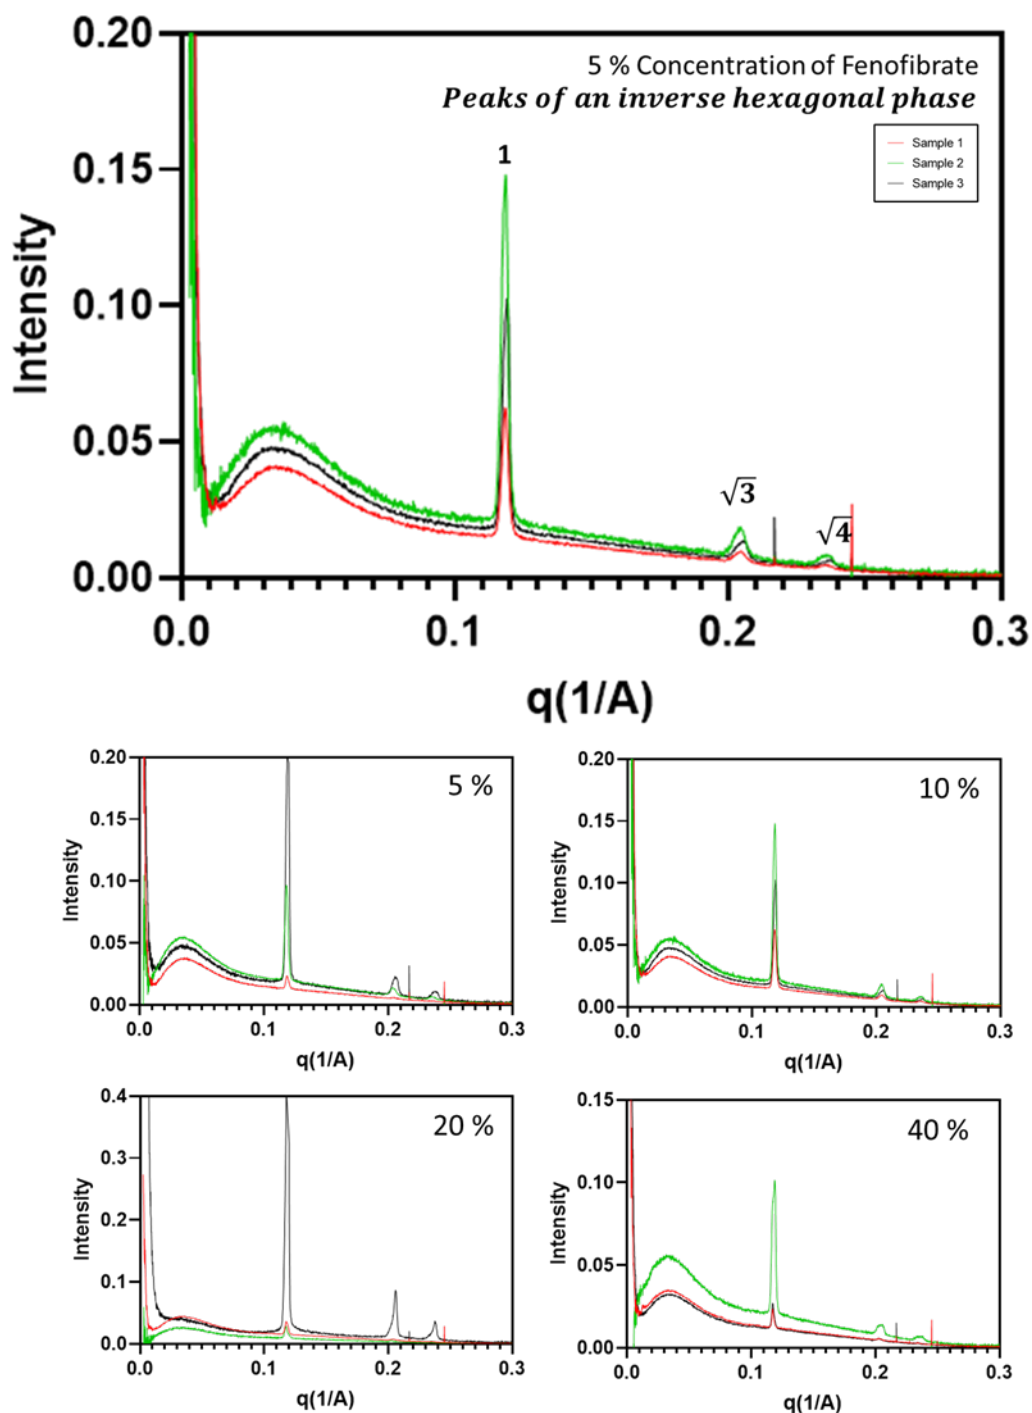 5 % Concentration of Fenofibrate
Peaks of an inverse hexagonal phase
Sample 1
Sample 2
Sample 3
0.20
0.15
0.10
0.05
0.00
Intensity
1
√3
√4
0.0 0.1 0.2 0.3
q(1/A)
5 %
0.20
0.15
0.10
0.05
0.00
Intensity
0.0 0.1 0.2 0.3
q(1/A)
10 %
0.20
0.15
0.10
0.05
0.00
Intensity
0.0 0.1 0.2 0.3
q(1/A)
20 %
0.4
0.3
0.2
0.1
0.0
Intensity
0.0 0.1 0.2 0.3
q(1/A)
40 %
0.15
0.10
0.05
0.00
Intensity
0.0 0.1 0.2 0.3
q(1/A)